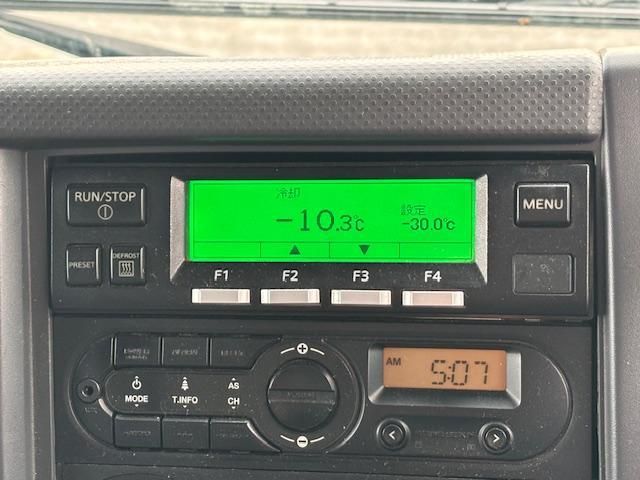 RUN/STOP
冷却
-10.3℃
設定
-30.0℃
MENU
PRESET
DEFROST
▲ ▼
F1 F2 F3 F4
AM 5:07
MODE
T.INFO
AS
CH